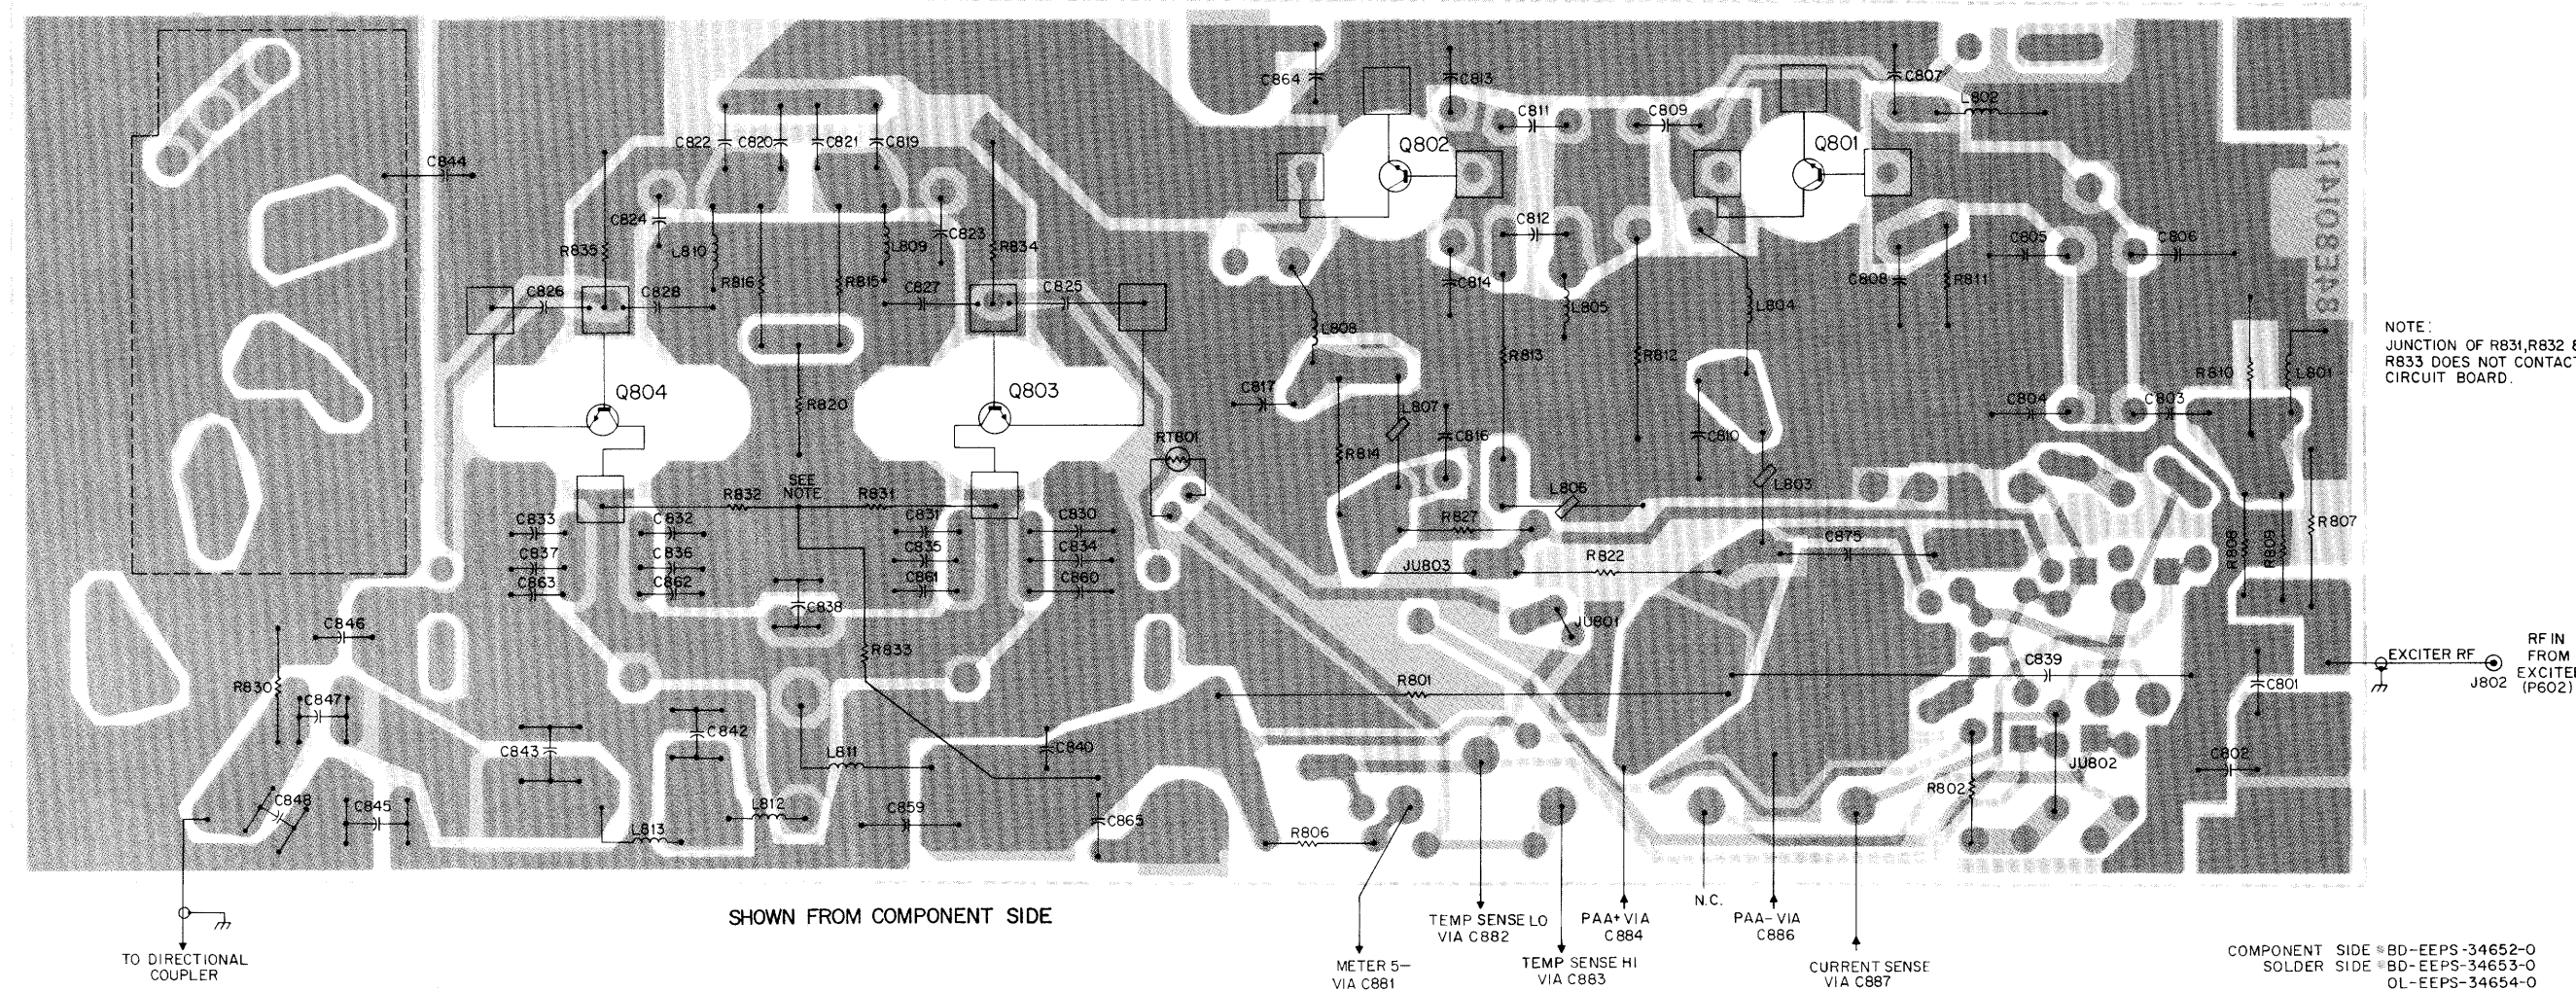 C864
C813
C807
L802
C811
C809
C822
C820
C821
C819
Q802
Q801
84E8014IX
C844
C824
L810
R835
R816
R815
L809
C823
R834
C812
C805
C806
C814
L805
L804
C808
R811
C826
C828
C827
C825
L808
R813
R812
NOTE:
JUNCTION OF R831,R832 &
R833 DOES NOT CONTACT
CIRCUIT BOARD.
R810
L801
Q804
Q803
R820
C817
L807
C816
R814
C810
C804
C803
RT801
L803
SEE
NOTE
R832
R831
L806
C833
C832
C831
C830
R827
R807
C837
C836
C835
C834
JU803
R822
C875
R808
R809
C863
C862
C861
C860
C838
JU801
C846
R833
R830
C847
R801
C839
C801
EXCITER RF
J802
RF IN
FROM
EXCITE
(P602)
C843
C842
L811
C840
C802
JU802
R802
C848
C845
L813
L812
C859
C865
R806
SHOWN FROM COMPONENT SIDE
TO DIRECTIONAL
COUPLER
METER 5-
VIA C881
TEMP SENSE LO
VIA C882
TEMP SENSE HI
VIA C883
PAA+ VIA
C884
N.C.
PAA- VIA
C886
CURRENT SENSE
VIA C887
COMPONENT SIDE BD-EEPS-34652-O
SOLDER SIDE BD-EEPS-34653-O
OL-EEPS-34654-O